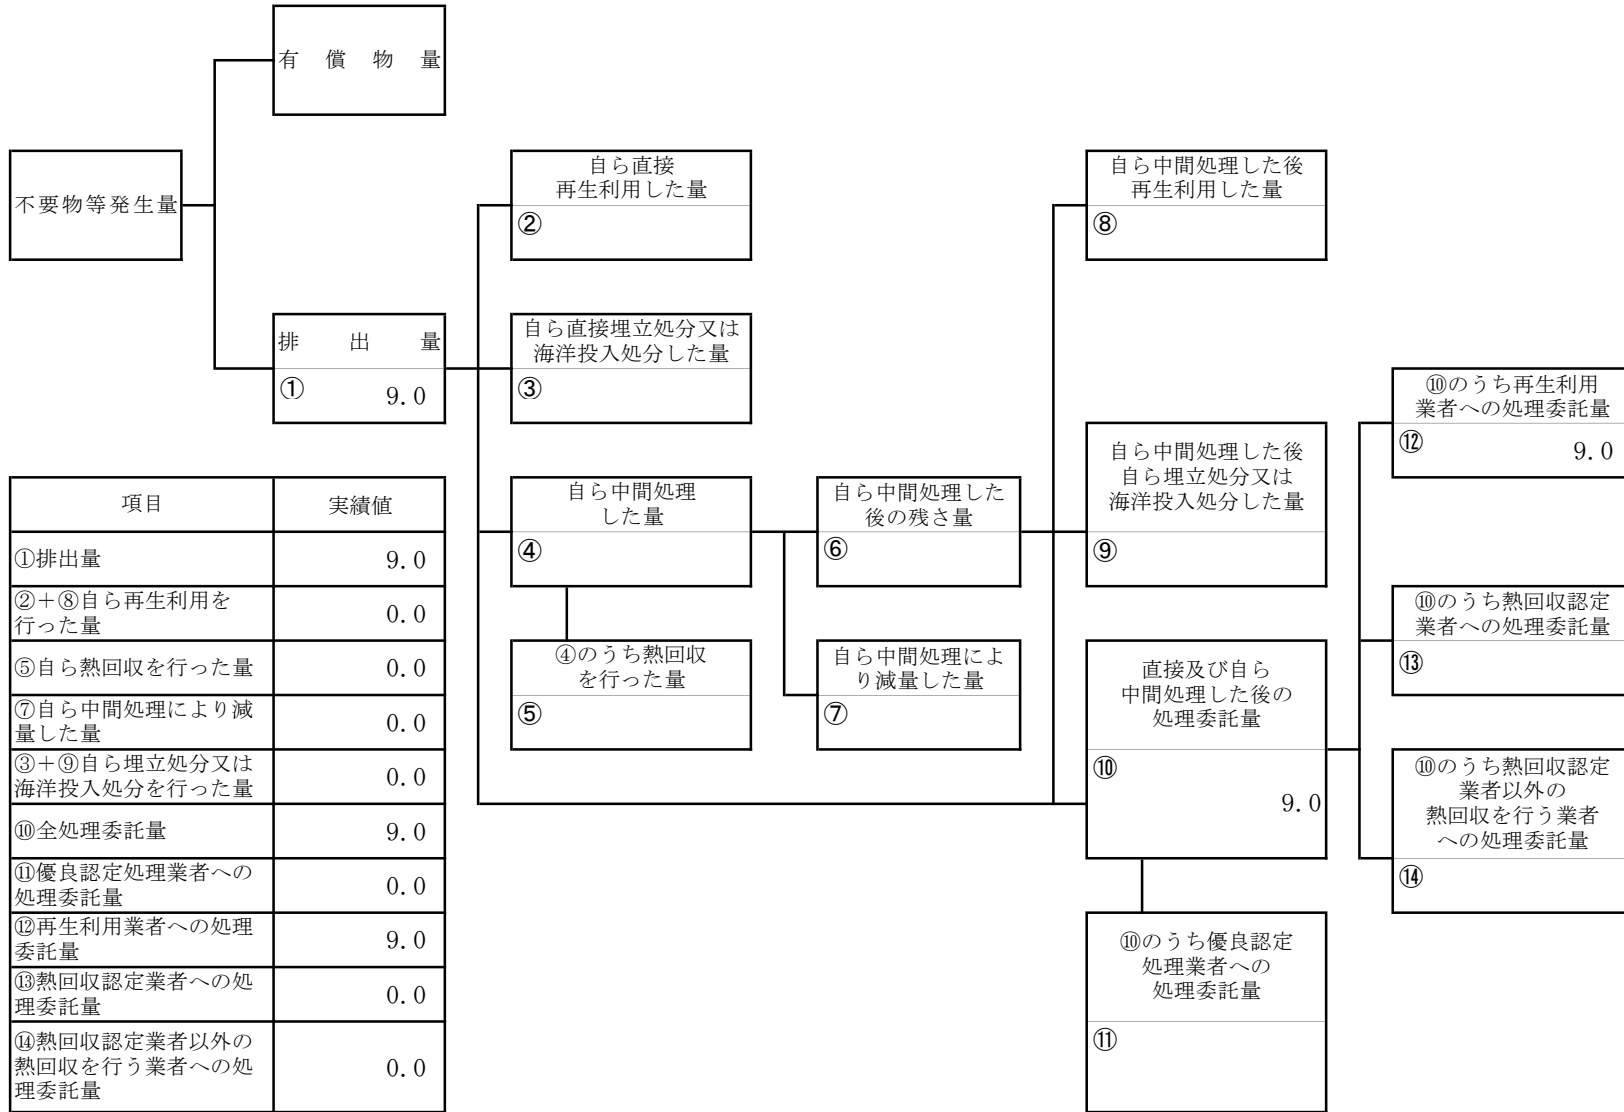 有償物量
不要物等発生量
排出量
①
9.0
自ら直接
再生利用した量
②
自ら直接埋立処分又は
海洋投入処分した量
③
自ら中間処理
した量
④
④のうち熱回収
を行った量
⑤
自ら中間処理した
後の残さ量
⑥
自ら中間処理によ
り減量した量
⑦
自ら中間処理した後
再生利用した量
⑧
自ら中間処理した後
自ら埋立処分又は
海洋投入処分した量
⑨
直接及び自ら
中間処理した後の
処理委託量
⑩
9.0
⑩のうち優良認定
処理業者への
処理委託量
⑪
⑩のうち再生利用
業者への処理委託量
⑫
9.0
⑩のうち熱回収認定
業者への処理委託量
⑬
⑩のうち熱回収認定
業者以外の
熱回収を行う業者
への処理委託量
⑭
項目 実績値
①排出量 9.0
②＋⑧自ら再生利用を
行った量 0.0
⑤自ら熱回収を行った量 0.0
⑦自ら中間処理により減
量した量 0.0
③＋⑨自ら埋立処分又は
海洋投入処分を行った量 0.0
⑩全処理委託量 9.0
⑪優良認定処理業者への
処理委託量 0.0
⑫再生利用業者への処理
委託量 9.0
⑬熱回収認定業者への処
理委託量 0.0
⑭熱回収認定業者以外の
熱回収を行う業者への処
理委託量 0.0